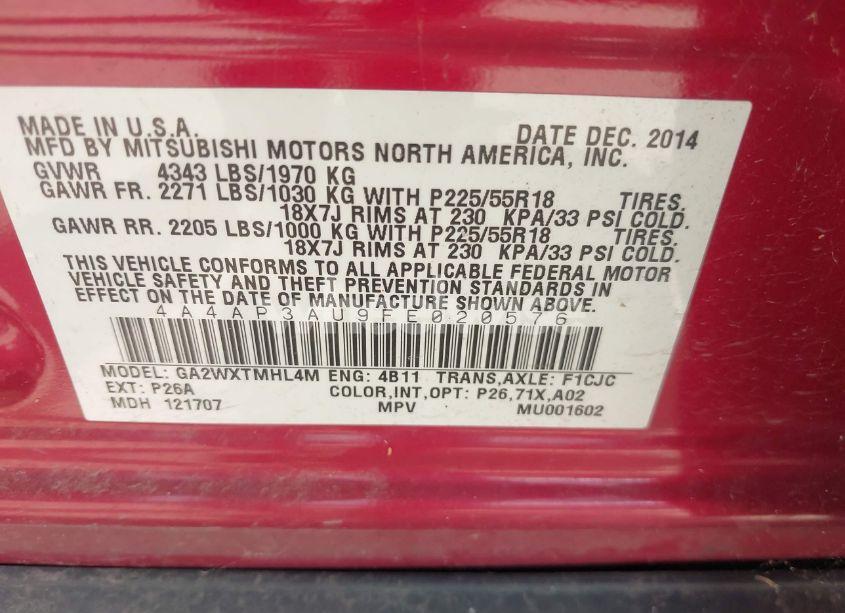 MADE IN U.S.A. DATE DEC. 2014
MFD BY MITSUBISHI MOTORS NORTH AMERICA, INC.
GVWR 4343 LBS/1970 KG
GAWR FR. 2271 LBS/1030 KG WITH P225/55R18 TIRES.
18X7J RIMS AT 230 KPA/33 PSI COLD.
GAWR RR. 2205 LBS/1000 KG WITH P225/55R18 TIRES.
18X7J RIMS AT 230 KPA/33 PSI COLD.
THIS VEHICLE CONFORMS TO ALL APPLICABLE FEDERAL MOTOR
VEHICLE SAFETY AND THEFT PREVENTION STANDARDS IN
EFFECT ON THE DATE OF MANUFACTURE SHOWN ABOVE.
4A4AP3AU9FE020576
MODEL: GA2WXTMHL4M ENG: 4B11 TRANS,AXLE: F1CJC
EXT: P26A COLOR,INT,OPT: P26,71X,A02
MDH 121707 MPV MU001602